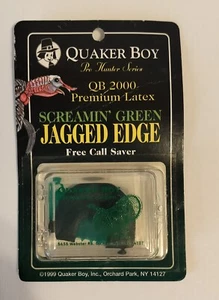 QUAKER BOY
Pro Hunter Series
QB 2000
Premium Latex
SCREAMIN' GREEN
JAGGED EDGE
Free Call Saver
©1999 Quaker Boy, Inc., Orchard Park, NY 14127